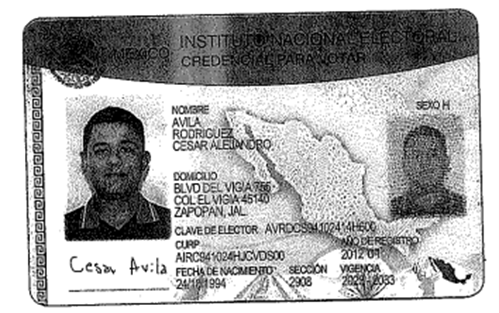 MÉXICO INSTITUTO NACIONAL ELECTORAL
CREDENCIAL PARA VOTAR
NOMBRE
AVILA
RODRIGUEZ
CESAR ALEJANDRO
SEXO H
DOMICILIO
BLVD DEL VIGIA 756
COL EL VIGIA 45140
ZAPOPAN, JAL.
CLAVE DE ELECTOR AVRDCS94102414H600
CURP
AIRC941024HJCVDS00
AÑO DE REGISTRO
2012
FECHA DE NACIMIENTO
24/10/1994
SECCIÓN
2908
VIGENCIA
2023 - 2033
Cesar Avila